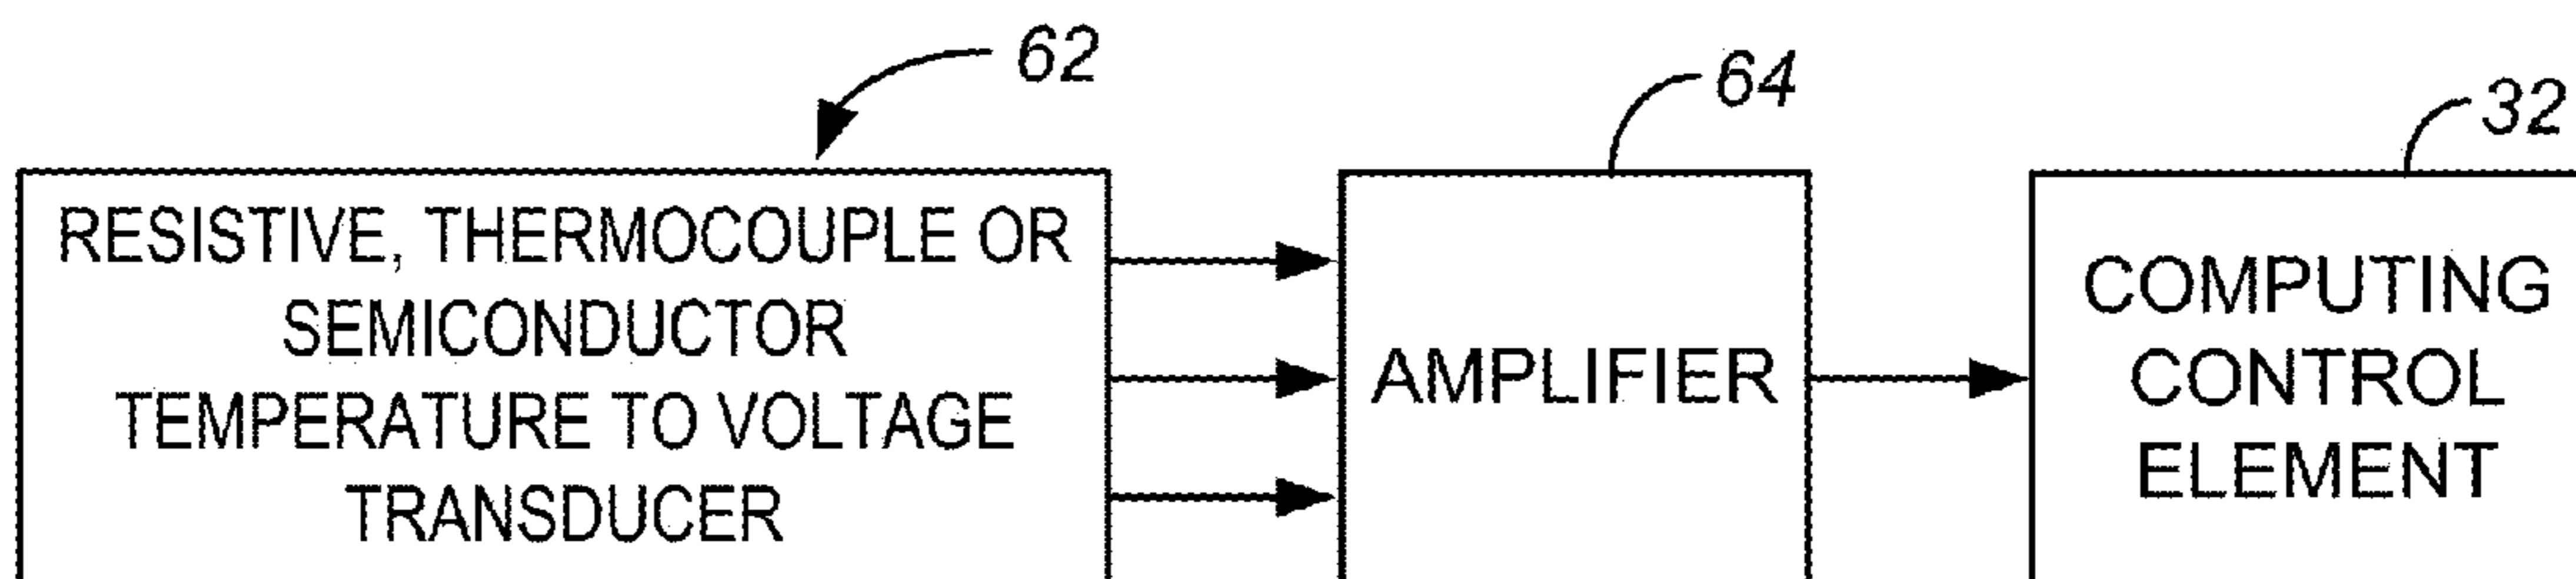 62
64
32
RESISTIVE, THERMOCOUPLE OR
SEMICONDUCTOR
TEMPERATURE TO VOLTAGE
TRANSDUCER
AMPLIFIER
COMPUTING
CONTROL
ELEMENT